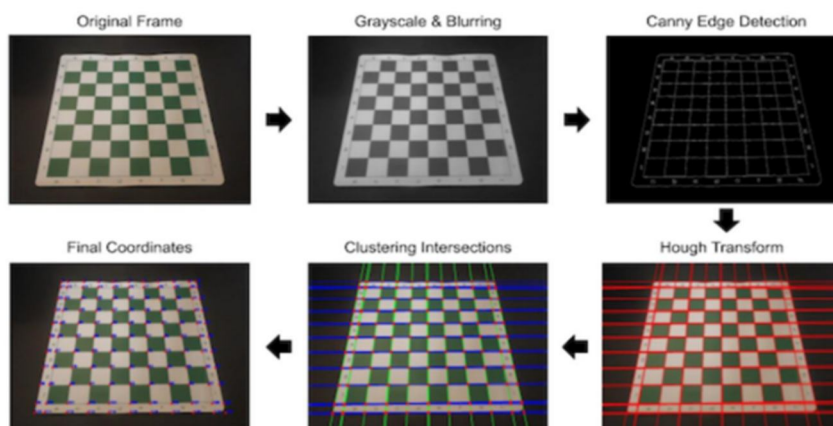 Original Frame
Grayscale & Blurring
Canny Edge Detection
Final Coordinates
Clustering Intersections
Hough Transform